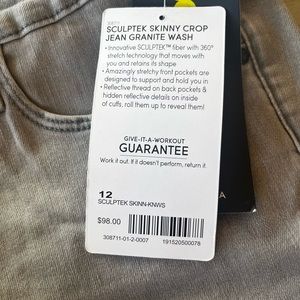 SCULPTEK SKINNY CROP
JEAN GRANITE WASH
• Innovative SCULPTEK™ fiber with 360°
stretch technology that moves with
you and retains its shape
• Amazingly stretchy front pockets are
designed to support and hold you in
• Reflective thread on back pockets &
hidden reflective details on inside
of cuffs, roll them up to reveal them!
GIVE-IT-A-WORKOUT
GUARANTEE
Work it out. If it doesn't perform, return it.
12
SCULPTEK SKINN-KNWS
$98.00
308711-01-2-0007
191520500078
A